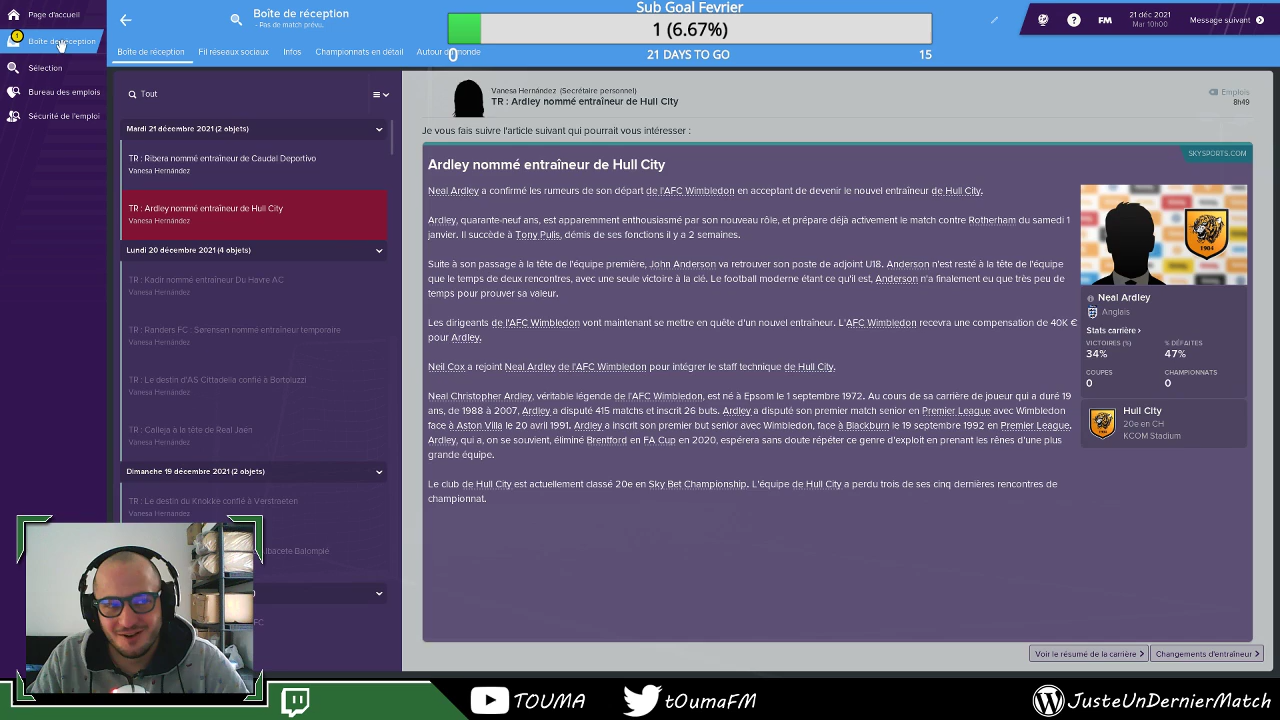 Page d'accueil
Boîte de réception
1
Sélection
Bureau des emplois
Sécurité de l'emploi
Boîte de réception
- Pas de match prévu.
Sub Goal Fevrier
1 (6.67%)
0
21 DAYS TO GO
15
FM
21 déc 2021
Mar 10h00
Message suivant
Boîte de réception
Fil réseaux sociaux
Infos
Championnats en détail
Autour du monde
Tout
Mardi 21 décembre 2021 (2 objets)
TR : Ribera nommé entraîneur de Caudal Deportivo
Vanesa Hernández
TR : Ardley nommé entraîneur de Hull City
Vanesa Hernández
Lundi 20 décembre 2021 (4 objets)
TR : Kadir nommé entraîneur Du Havre AC
Vanesa Hernández
TR : Randers FC : Sørensen nommé entraîneur temporaire
Vanesa Hernández
TR : Le destin d'AS Cittadella confié à Bortoluzzi
Vanesa Hernández
TR : Calleja à la tête de Real Jaén
Vanesa Hernández
Dimanche 19 décembre 2021 (2 objets)
TR : Le destin du Knokke confié à Verstraeten
Vanesa Hernández
lbacete Balompié
)
FC
Vanesa Hernández (Secrétaire personnel)
TR : Ardley nommé entraîneur de Hull City
Emplois
8h49
Je vous fais suivre l'article suivant qui pourrait vous intéresser :
SKYSPORTS.COM
Ardley nommé entraîneur de Hull City
Neal Ardley a confirmé les rumeurs de son départ de l'AFC Wimbledon en acceptant de devenir le nouvel entraîneur de Hull City.
Ardley, quarante-neuf ans, est apparemment enthousiasmé par son nouveau rôle, et prépare déjà activement le match contre Rotherham du samedi 1
janvier. Il succède à Tony Pulis, démis de ses fonctions il y a 2 semaines.
Suite à son passage à la tête de l'équipe première, John Anderson va retrouver son poste de adjoint U18. Anderson n'est resté à la tête de l'équipe
que le temps de deux rencontres, avec une seule victoire à la clé. Le football moderne étant ce qu'il est, Anderson n'a finalement eu que très peu de
temps pour prouver sa valeur.
Les dirigeants de l'AFC Wimbledon vont maintenant se mettre en quête d'un nouvel entraîneur. L'AFC Wimbledon recevra une compensation de 40K €
pour Ardley.
Neil Cox a rejoint Neal Ardley de l'AFC Wimbledon pour intégrer le staff technique de Hull City.
Neal Christopher Ardley, véritable légende de l'AFC Wimbledon, est né à Epsom le 1 septembre 1972. Au cours de sa carrière de joueur qui a duré 19
ans, de 1988 à 2007, Ardley a disputé 415 matchs et inscrit 26 buts. Ardley a disputé son premier match senior en Premier League avec Wimbledon
face à Aston Villa le 20 avril 1991. Ardley a inscrit son premier but senior avec Wimbledon, face à Blackburn le 19 septembre 1992 en Premier League.
Ardley, qui a, on se souvient, éliminé Brentford en FA Cup en 2020, espérera sans doute répéter ce genre d'exploit en prenant les rênes d'une plus
grande équipe.
Le club de Hull City est actuellement classé 20e en Sky Bet Championship. L'équipe de Hull City a perdu trois de ses cinq dernières rencontres de
championnat.
1904
Neal Ardley
Anglais
Stats carrière
VICTOIRES (%)
% DÉFAITES
34%
47%
COUPES
CHAMPIONNATS
0
0
Hull City
20e en CH
KCOM Stadium
Voir le résumé de la carrière
Changements d'entraîneur
TOUMA
tOumaFM
JusteUnDernierMatch